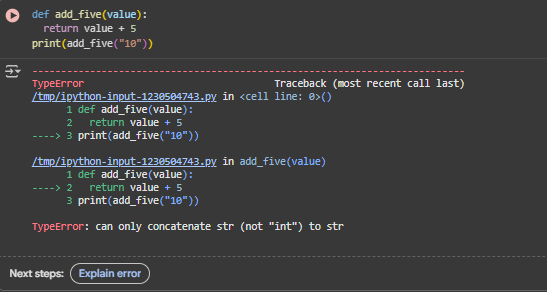 def add_five(value):
  return value + 5
print(add_five("10"))
---------------------------------------------------------------------------
TypeError                                 Traceback (most recent call last)
/tmp/ipython-input-1230504743.py in <cell line: 0>()
      1 def add_five(value):
      2   return value + 5
----> 3 print(add_five("10"))

/tmp/ipython-input-1230504743.py in add_five(value)
      1 def add_five(value):
----> 2   return value + 5
      3 print(add_five("10"))

TypeError: can only concatenate str (not "int") to str
Next steps: Explain error